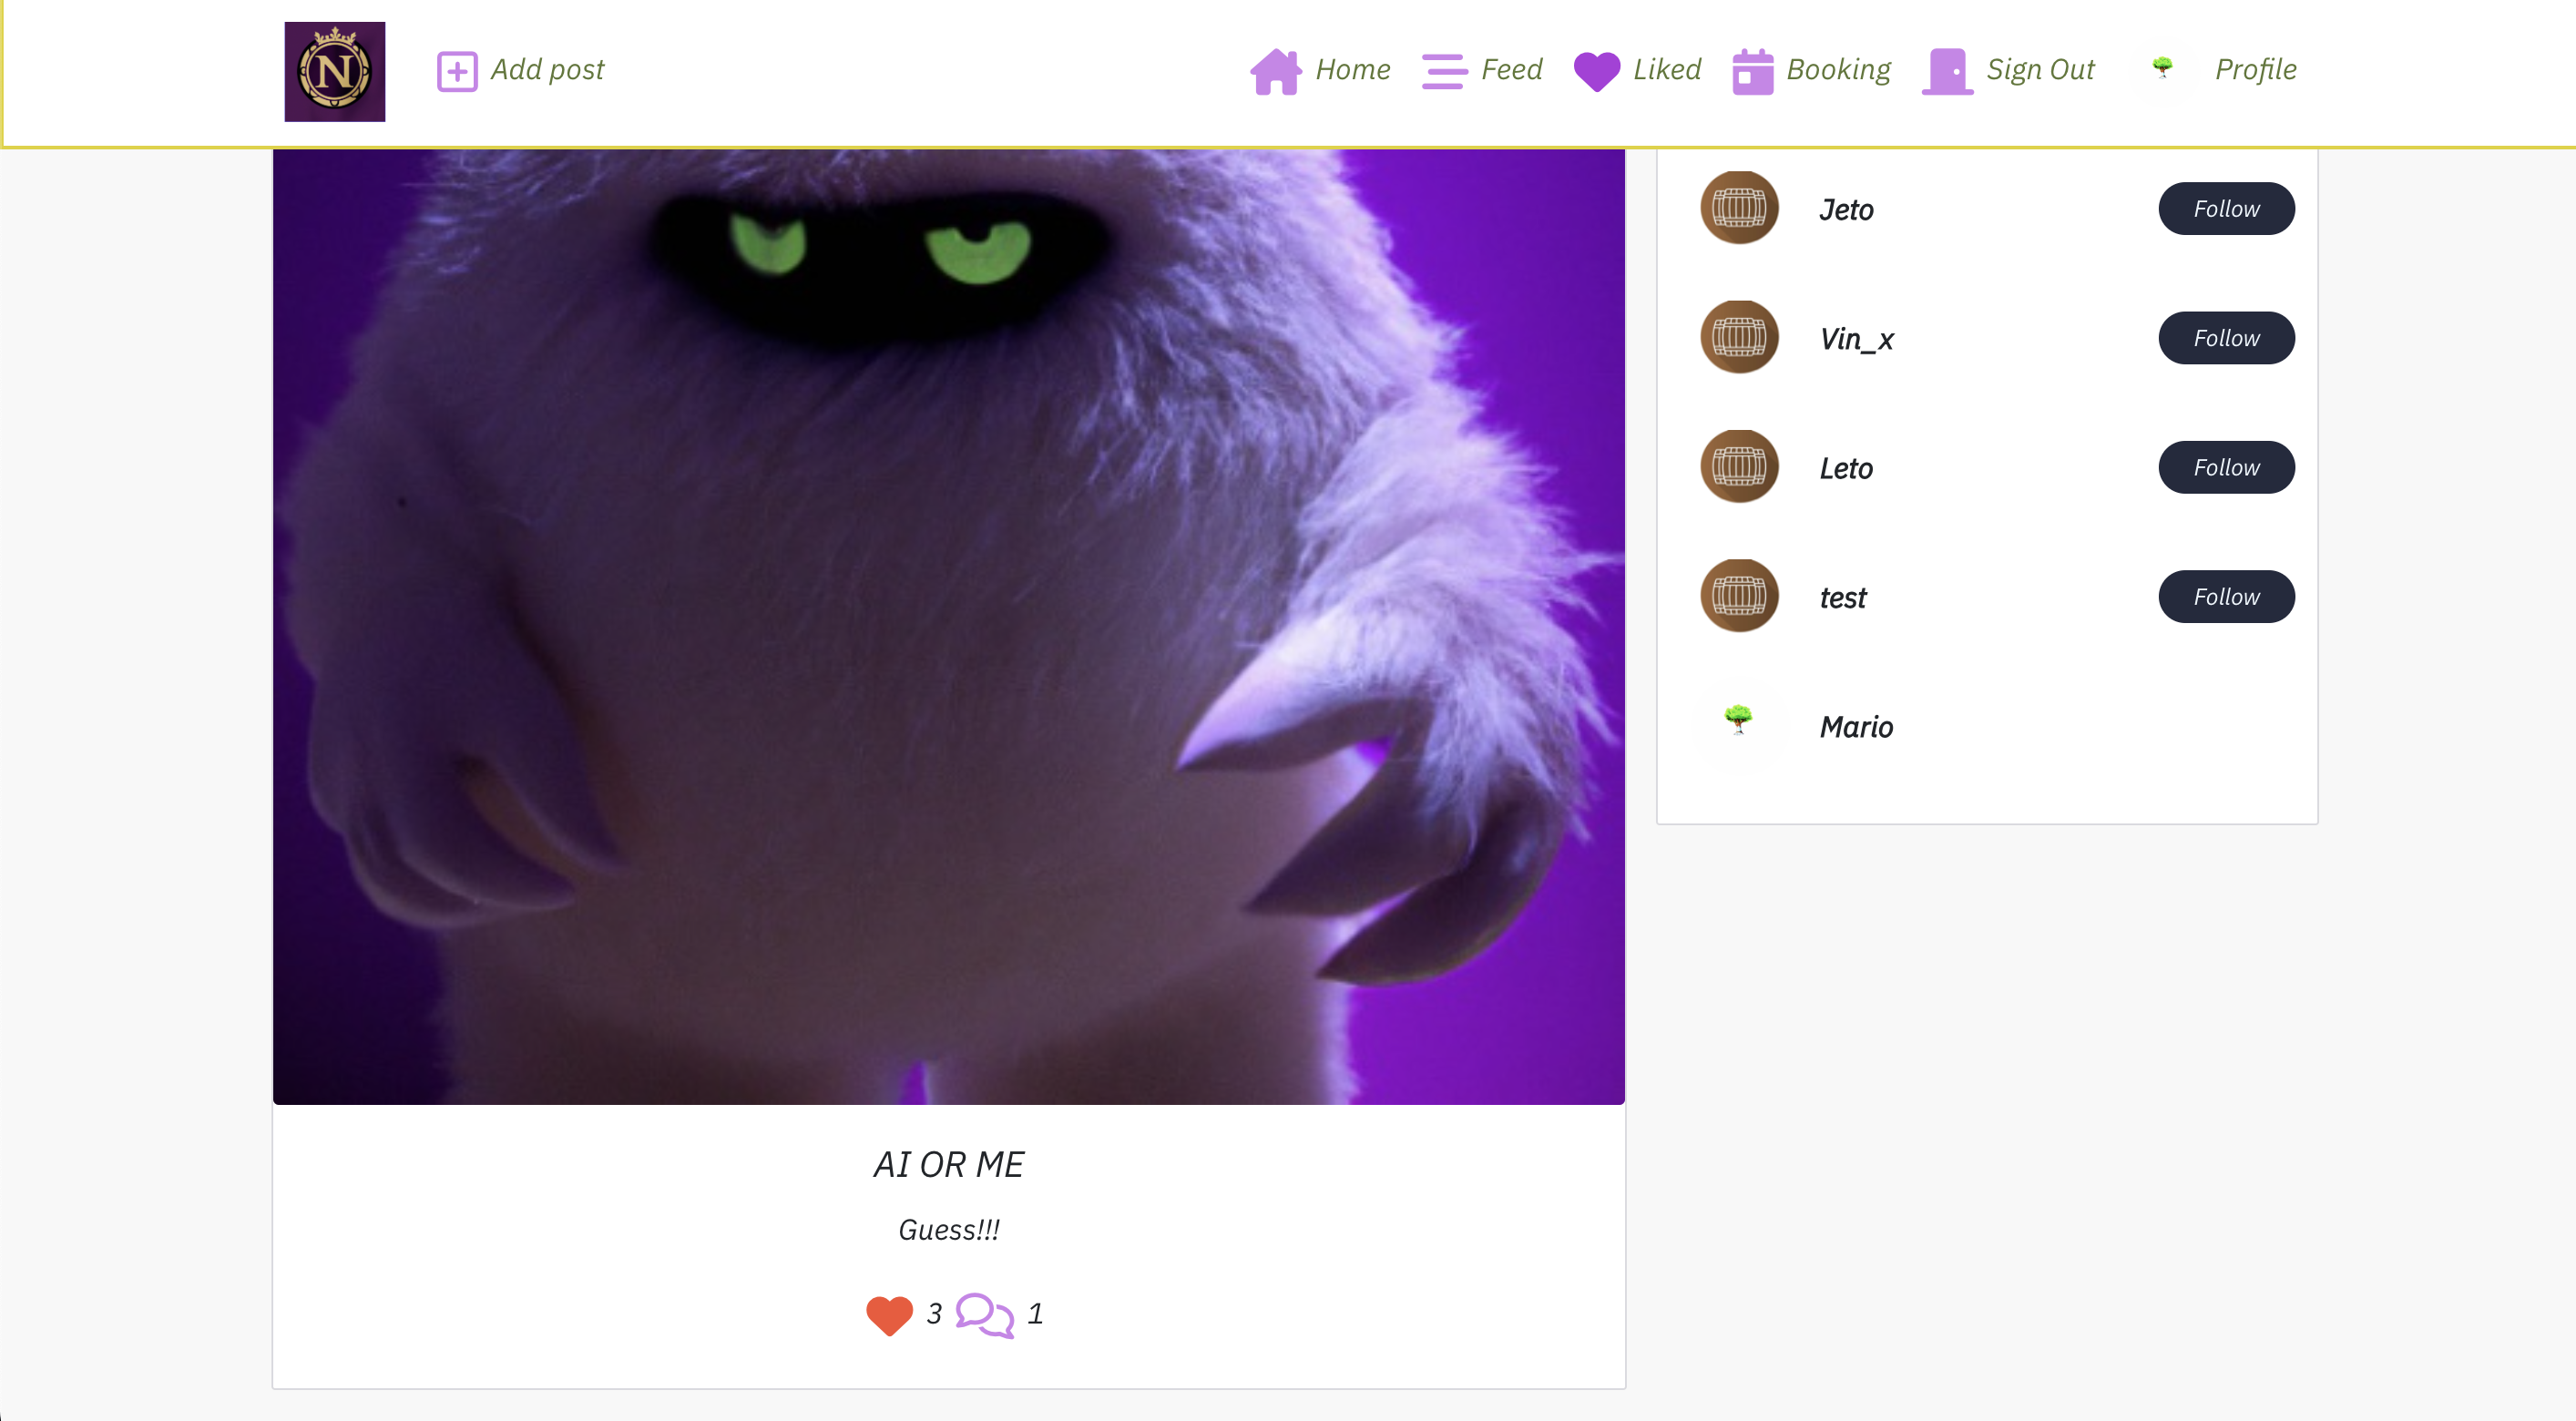 N
Add post
Home
Feed
Liked
Booking
Sign Out
Profile
Jeto
Follow
Vin_x
Follow
Leto
Follow
test
Follow
Mario
AI OR ME
Guess!!!
3
1